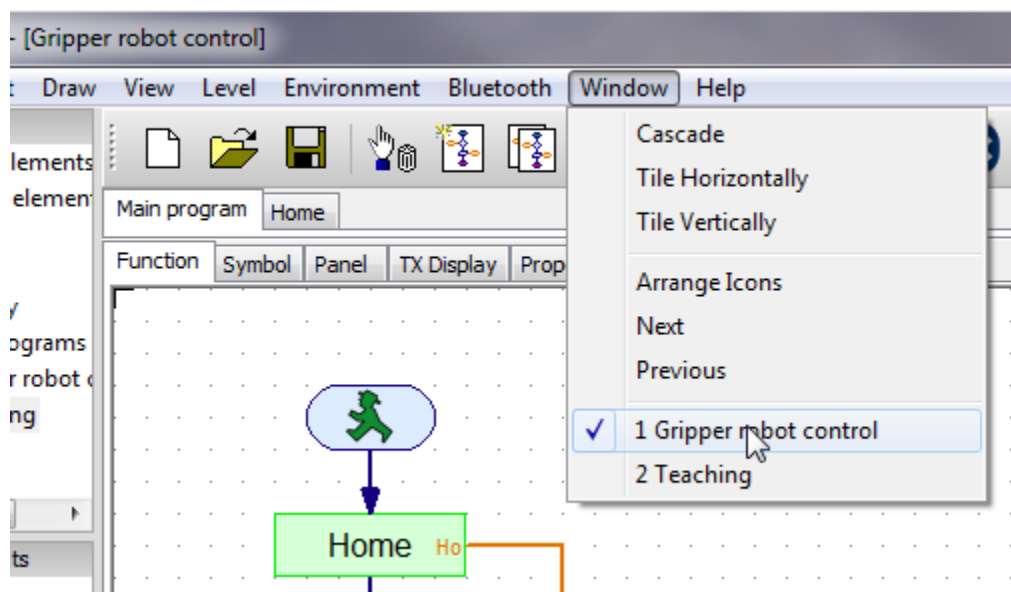 - [Gripper robot control]
Draw View Level Environment Bluetooth Window Help
lements
element
Main program Home
Function Symbol Panel TX Display Prop
Cascade
Tile Horizontally
Tile Vertically
Arrange Icons
Next
Previous
1 Gripper robot control
2 Teaching
y
ograms
r robot
ng
ts
Home Ho